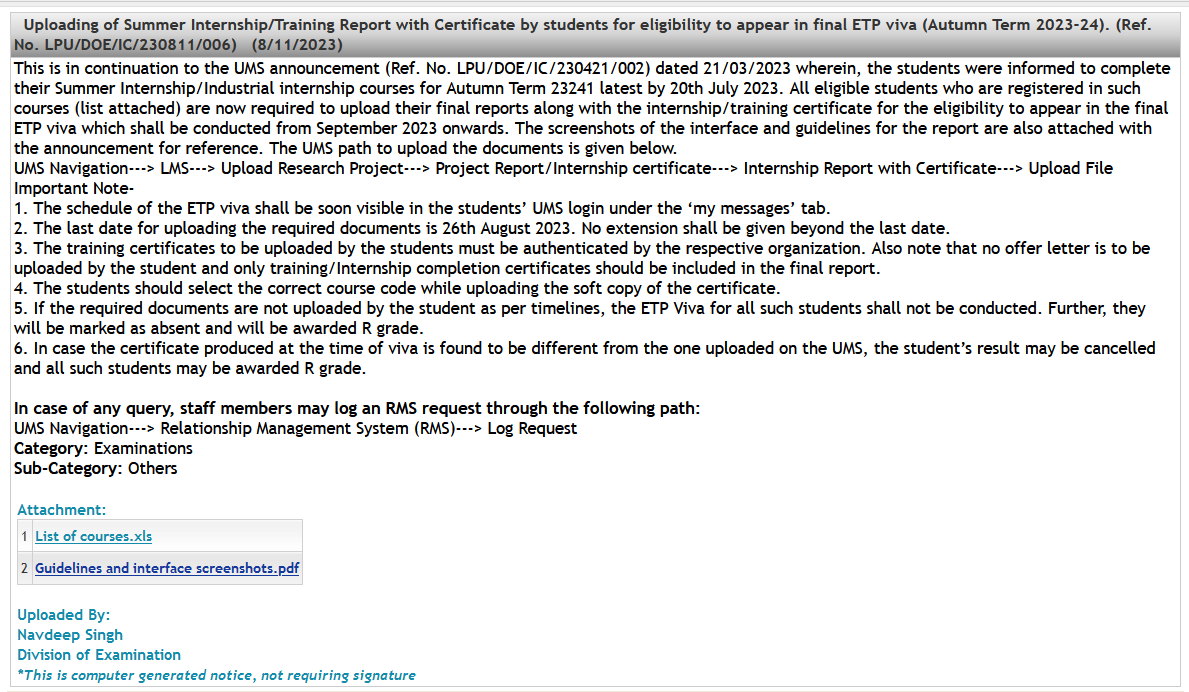 Uploading of Summer Internship/Training Report with Certificate by students for eligibility to appear in final ETP viva (Autumn Term 2023-24). (Ref.
No. LPU/DOE/IC/230811/006) (8/11/2023)
This is in continuation to the UMS announcement (Ref. No. LPU/DOE/IC/230421/002) dated 21/03/2023 wherein, the students were informed to complete
their Summer Internship/Industrial internship courses for Autumn Term 23241 latest by 20th July 2023. All eligible students who are registered in such
courses (list attached) are now required to upload their final reports along with the internship/training certificate for the eligibility to appear in the final
ETP viva which shall be conducted from September 2023 onwards. The screenshots of the interface and guidelines for the report are also attached with
the announcement for reference. The UMS path to upload the documents is given below.
UMS Navigation---> LMS---> Upload Research Project---> Project Report/Internship certificate---> Internship Report with Certificate---> Upload File
Important Note-
1. The schedule of the ETP viva shall be soon visible in the students’ UMS login under the ‘my messages’ tab.
2. The last date for uploading the required documents is 26th August 2023. No extension shall be given beyond the last date.
3. The training certificates to be uploaded by the students must be authenticated by the respective organization. Also note that no offer letter is to be
uploaded by the student and only training/Internship completion certificates should be included in the final report.
4. The students should select the correct course code while uploading the soft copy of the certificate.
5. If the required documents are not uploaded by the student as per timelines, the ETP Viva for all such students shall not be conducted. Further, they
will be marked as absent and will be awarded R grade.
6. In case the certificate produced at the time of viva is found to be different from the one uploaded on the UMS, the student’s result may be cancelled
and all such students may be awarded R grade.
In case of any query, staff members may log an RMS request through the following path:
UMS Navigation---> Relationship Management System (RMS)---> Log Request
Category: Examinations
Sub-Category: Others
Attachment:
1 List of courses.xls
2 Guidelines and interface screenshots.pdf
Uploaded By:
Navdeep Singh
Division of Examination
*This is computer generated notice, not requiring signature